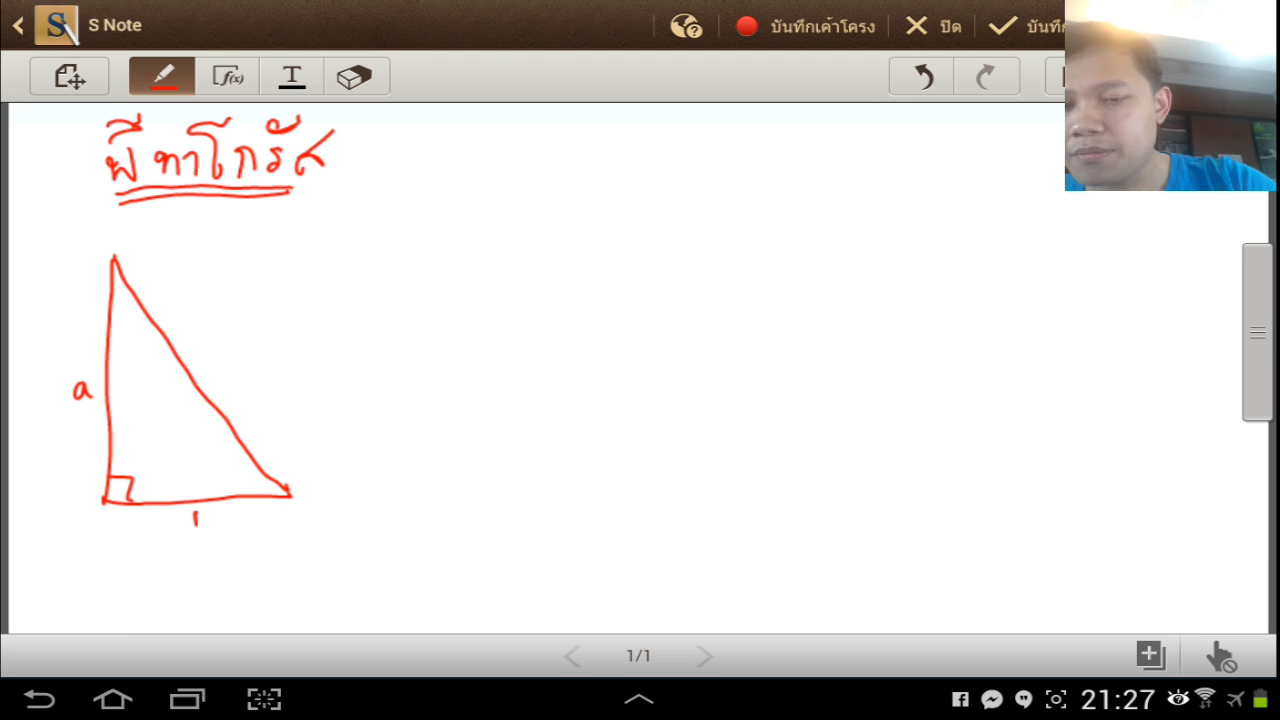 S Note
บันทึกเค้าโครง
ปิด
บันทึก
f(x)
T
พีทาโกรัส
a
1/1
21:27